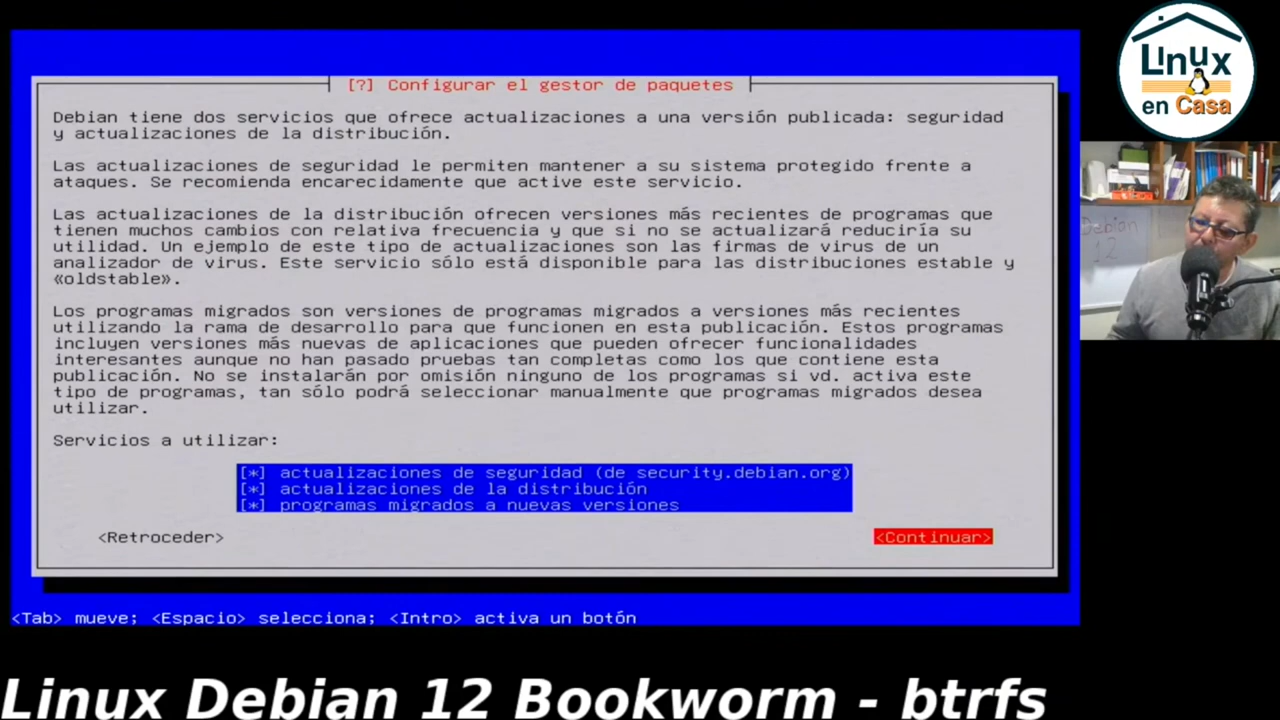 [?] Configurar el gestor de paquetes
Debian tiene dos servicios que ofrece actualizaciones a una versión publicada: seguridad
y actualizaciones de la distribución.
Las actualizaciones de seguridad le permiten mantener a su sistema protegido frente a
ataques. Se recomienda encarecidamente que active este servicio.
Las actualizaciones de la distribución ofrecen versiones más recientes de programas que
tienen muchos cambios con relativa frecuencia y que si no se actualizará reduciría su
utilidad. Un ejemplo de este tipo de actualizaciones son las firmas de virus de un
analizador de virus. Este servicio sólo está disponible para las distribuciones estable y
«oldstable».
Los programas migrados son versiones de programas migrados a versiones más recientes
utilizando la rama de desarrollo para que funcionen en esta publicación. Estos programas
incluyen versiones más nuevas de aplicaciones que pueden ofrecer funcionalidades
interesantes aunque no han pasado pruebas tan completas como los que contiene esta
publicación. No se instalarán por omisión ninguno de los programas si vd. activa este
tipo de programas, tan sólo podrá seleccionar manualmente que programas migrados desea
utilizar.
Servicios a utilizar:
[*] actualizaciones de seguridad (de security.debian.org)
[*] actualizaciones de la distribución
[*] programas migrados a nuevas versiones
<Retroceder>
<Continuar>
<Tab> mueve; <Espacio> selecciona; <Intro> activa un botón
Linux
en Casa
Debian
12
Linux Debian 12 Bookworm - btrfs